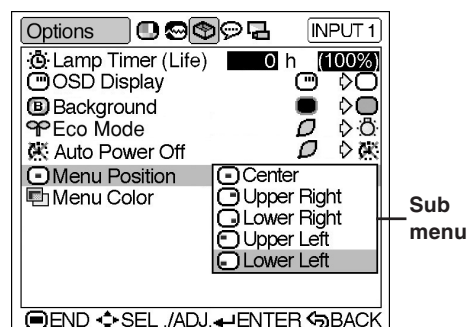 Options INPUT 1
Lamp Timer (Life) 0 h (100%)
OSD Display
B Background
Eco Mode
Auto Power Off
Menu Position
Menu Color
Center
Upper Right
Lower Right
Upper Left
Lower Left
Sub
menu
END SEL ./ADJ. ENTER BACK